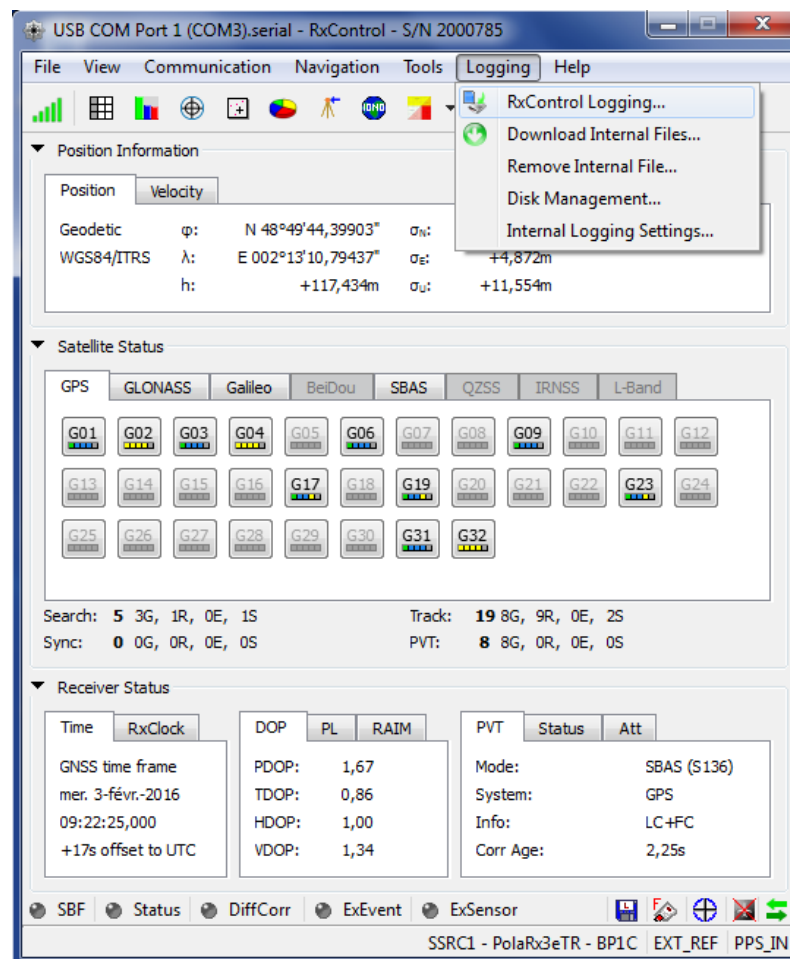 USB COM Port 1 (COM3).serial - RxControl - S/N 2000785
File View Communication Navigation Tools Logging Help
RxControl Logging...
Download Internal Files...
Remove Internal File...
Disk Management...
Internal Logging Settings...
IONO
Position Information
Position Velocity
Geodetic φ: N 48°49'44,39903" σN:
WGS84/ITRS λ: E 002°13'10,79437" σE: +4,872m
h: +117,434m σU: +11,554m
Satellite Status
GPS GLONASS Galileo BeiDou SBAS QZSS IRNSS L-Band
G01 G02 G03 G04 G05 G06 G07 G08 G09 G10 G11 G12
G13 G14 G15 G16 G17 G18 G19 G20 G21 G22 G23 G24
G25 G26 G27 G28 G29 G30 G31 G32
Search: 5 3G, 1R, 0E, 1S Track: 19 8G, 9R, 0E, 2S
Sync: 0 0G, 0R, 0E, 0S PVT: 8 8G, 0R, 0E, 0S
Receiver Status
Time RxClock DOP PL RAIM PVT Status Att
GNSS time frame PDOP: 1,67 Mode: SBAS (S136)
mer. 3-févr.-2016 TDOP: 0,86 System: GPS
09:22:25,000 HDOP: 1,00 Info: LC+FC
+17s offset to UTC VDOP: 1,34 Corr Age: 2,25s
SBF Status DiffCorr ExEvent ExSensor F
SSRC1 - PolaRx3eTR - BP1C EXT_REF PPS_IN